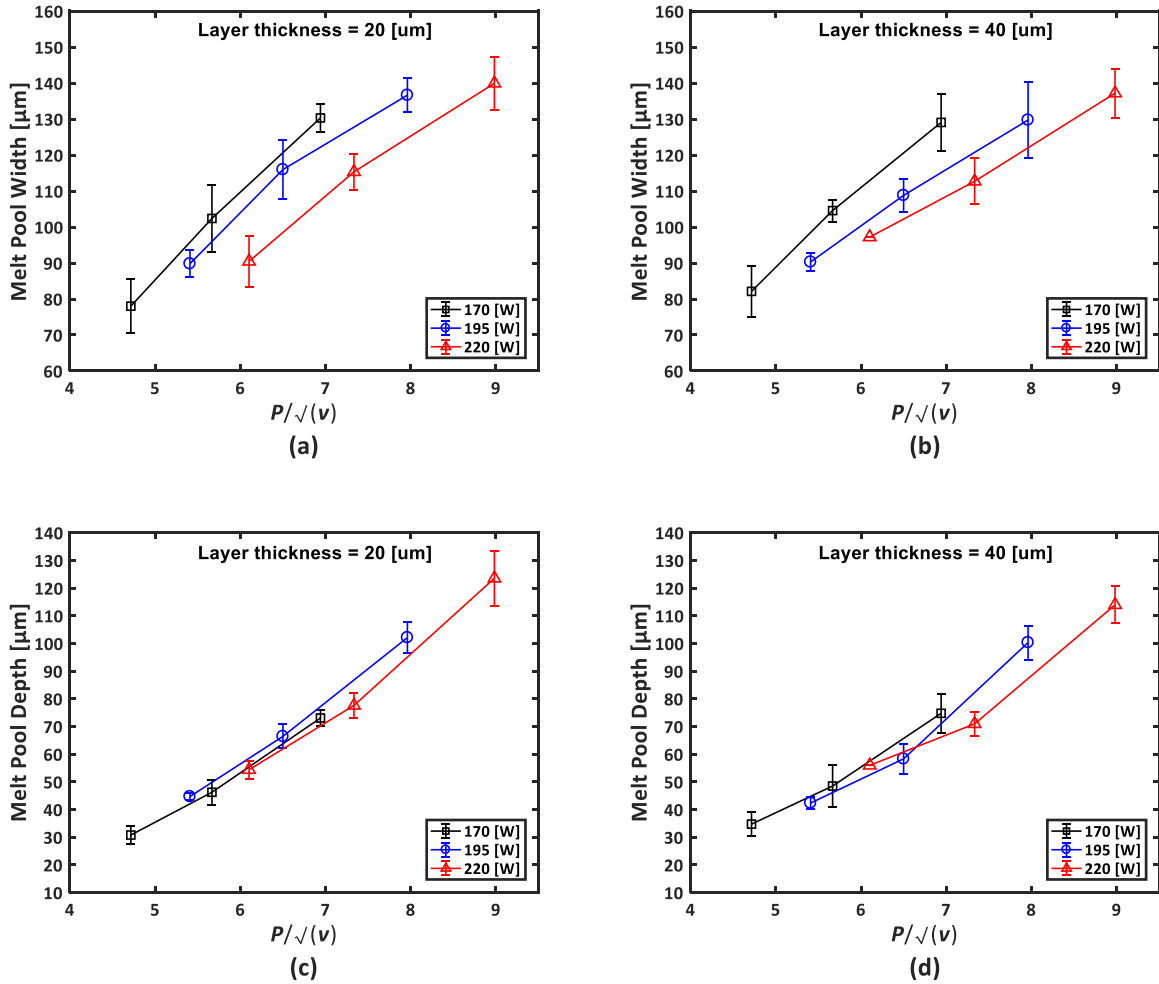 Layer thickness = 20 [um]
Melt Pool Width [µm]
150
140
130
120
110
100
90
80
70
60
170 [W]
195 [W]
220 [W]
4 5 6 7 8 9
P/√(v)
(a)
Layer thickness = 40 [um]
Melt Pool Width [µm]
160
150
140
130
120
110
100
90
80
70
60
170 [W]
195 [W]
220 [W]
4 5 6 7 8 9
P/√(v)
(b)
Layer thickness = 20 [um]
Melt Pool Depth [µm]
140
130
120
110
100
90
80
70
60
50
40
30
20
10
170 [W]
195 [W]
220 [W]
4 5 6 7 8 9
P/√(v)
(c)
Layer thickness = 40 [um]
Melt Pool Depth [µm]
140
130
120
110
100
90
80
70
60
50
40
30
20
10
170 [W]
195 [W]
220 [W]
4 5 6 7 8 9
P/√(v)
(d)